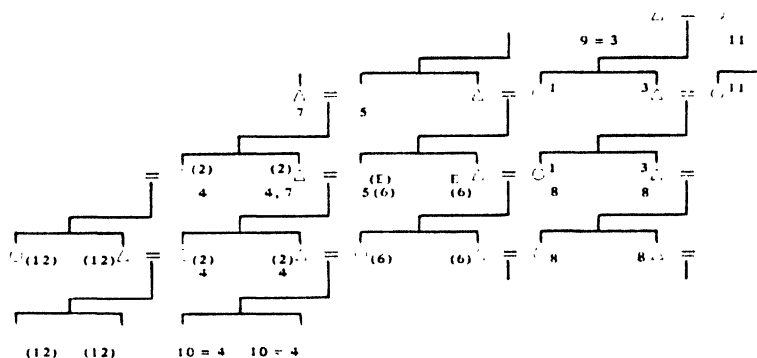 9 = 3 11
7 5 1 3 11
(2) (2) (E) E 1 3
4 4, 7 5(6) (6) 8 8
(12) (12) (2) (2) (6) (6) 8 8
4 4
(12) (12) 10 = 4 10 = 4